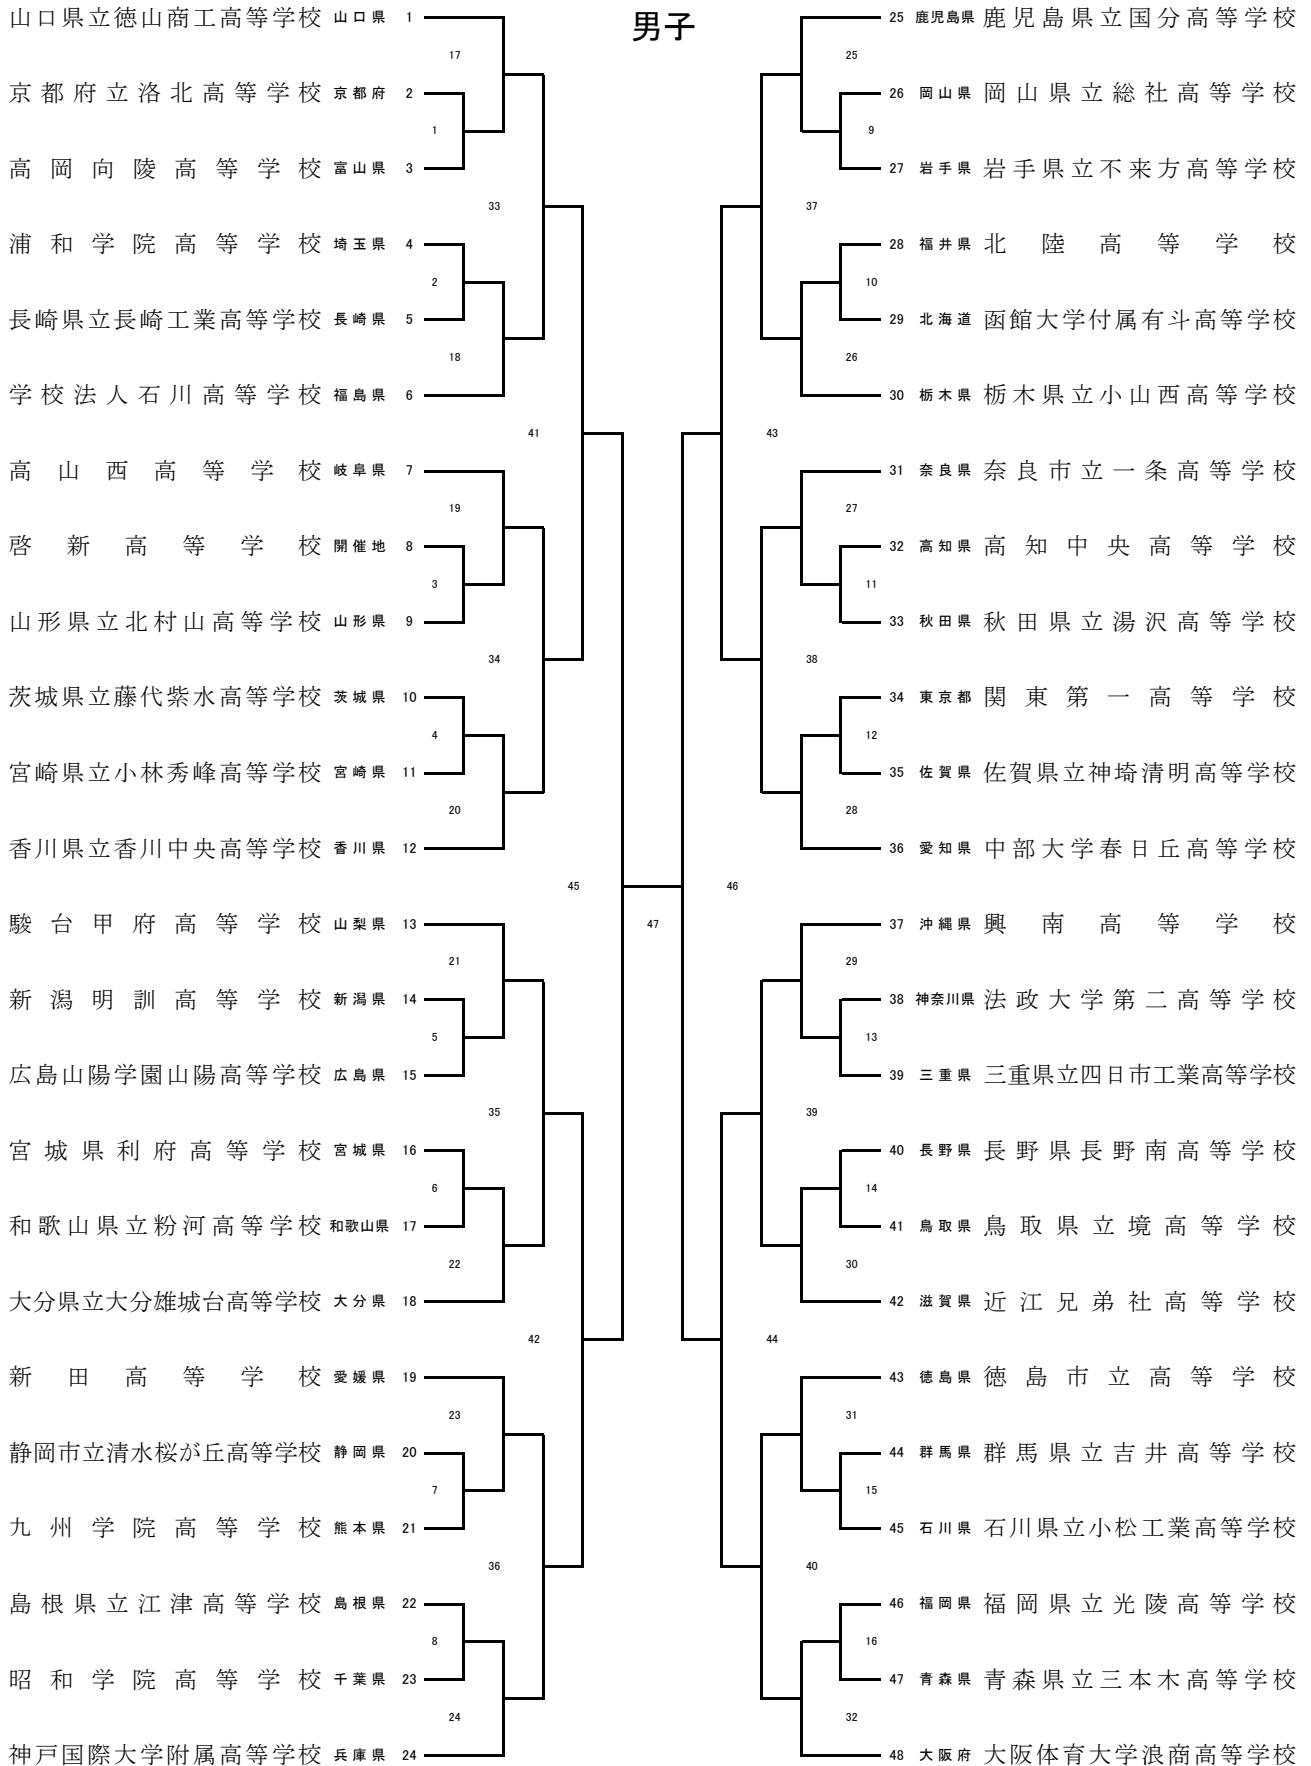 男子
山口県立徳山商工高等学校 山口県 1
17
京都府立洛北高等学校 京都府 2
1
高岡向陵高等学校 富山県 3
33
浦和学院高等学校 埼玉県 4
2
長崎県立長崎工業高等学校 長崎県 5
18
学校法人石川高等学校 福島県 6
41
高山西高等学校 岐阜県 7
19
啓新高等学校 開催地 8
3
山形県立北村山高等学校 山形県 9
34
茨城県立藤代紫水高等学校 茨城県 10
4
宮崎県立小林秀峰高等学校 宮崎県 11
20
香川県立香川中央高等学校 香川県 12
45
駿台甲府高等学校 山梨県 13
21
新潟明訓高等学校 新潟県 14
5
広島山陽学園山陽高等学校 広島県 15
35
宮城県利府高等学校 宮城県 16
6
和歌山県立粉河高等学校 和歌山県 17
22
大分県立大分雄城台高等学校 大分県 18
42
新田高等学校 愛媛県 19
23
静岡市立清水桜が丘高等学校 静岡県 20
7
九州学院高等学校 熊本県 21
36
島根県立江津高等学校 島根県 22
8
昭和学院高等学校 千葉県 23
24
神戸国際大学附属高等学校 兵庫県 24
47
25 鹿児島県 鹿児島県立国分高等学校
25
26 岡山県 岡山県立総社高等学校
9
27 岩手県 岩手県立不来方高等学校
37
28 福井県 北陸高等学校
10
29 北海道 函館大学付属有斗高等学校
26
30 栃木県 栃木県立小山西高等学校
43
31 奈良県 奈良市立一条高等学校
27
32 高知県 高知中央高等学校
11
33 秋田県 秋田県立湯沢高等学校
38
34 東京都 関東第一高等学校
12
35 佐賀県 佐賀県立神埼清明高等学校
28
36 愛知県 中部大学春日丘高等学校
46
37 沖縄県 興南高等学校
29
38 神奈川県 法政大学第二高等学校
13
39 三重県 三重県立四日市工業高等学校
39
40 長野県 長野県長野南高等学校
14
41 鳥取県 鳥取県立境高等学校
30
42 滋賀県 近江兄弟社高等学校
44
43 徳島県 徳島市立高等学校
31
44 群馬県 群馬県立吉井高等学校
15
45 石川県 石川県立小松工業高等学校
40
46 福岡県 福岡県立光陵高等学校
16
47 青森県 青森県立三本木高等学校
32
48 大阪府 大阪体育大学浪商高等学校